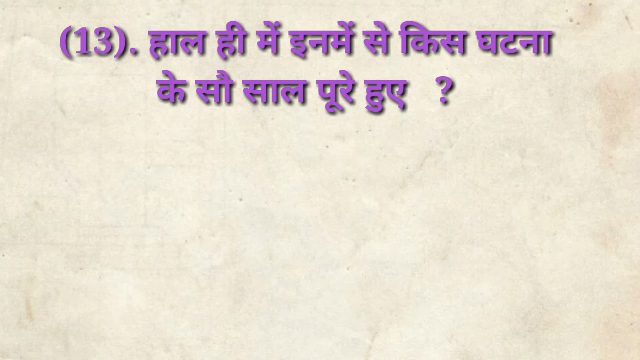 (13). हाल ही में इनमें से किस घटना
के सौ साल पूरे हुए ?